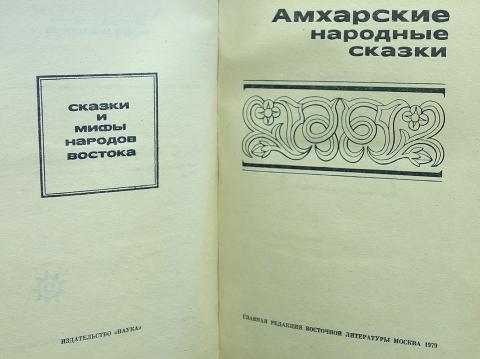 сказки
и
мифы
народов
востока
ИЗДАТЕЛЬСТВО «НАУКА»
Амхарские
народные
сказки
ГЛАВНАЯ РЕДАКЦИЯ ВОСТОЧНОЙ ЛИТЕРАТУРЫ МОСКВА 1979